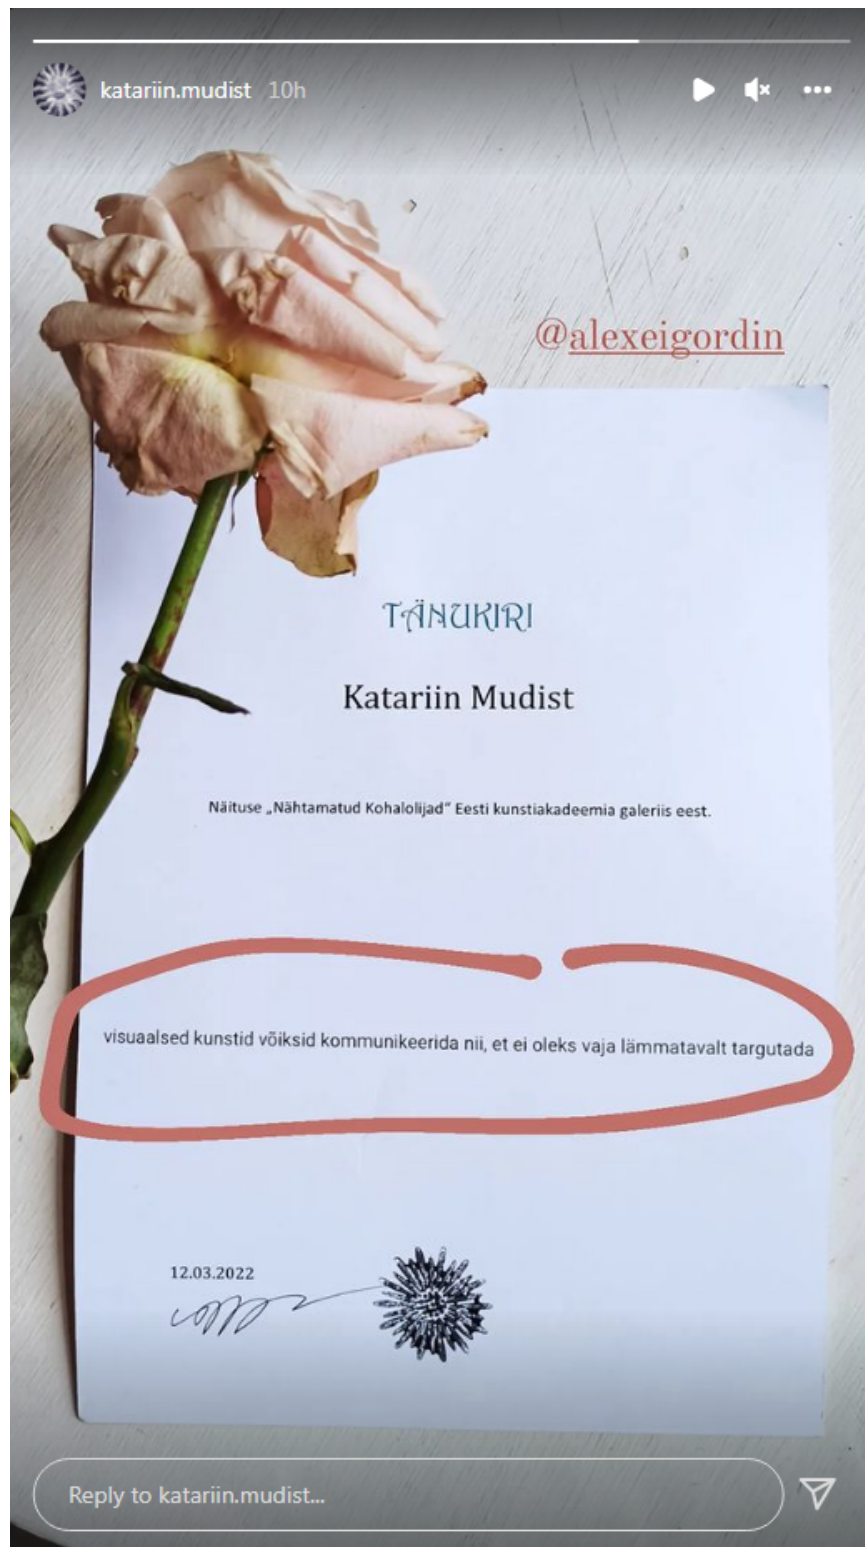 katariin.mudist 10h
@alexeigordin
TÄNUKIRI
Katariin Mudist
Näituse „Nähtamatud Kohalolijad“ Eesti kunstiakadeemia galeriis eest.
visuaalsed kunstid võiksid kommunikeerida nii, et ei oleks vaja lämmatavalt targutada
12.03.2022
Reply to katariin.mudist...